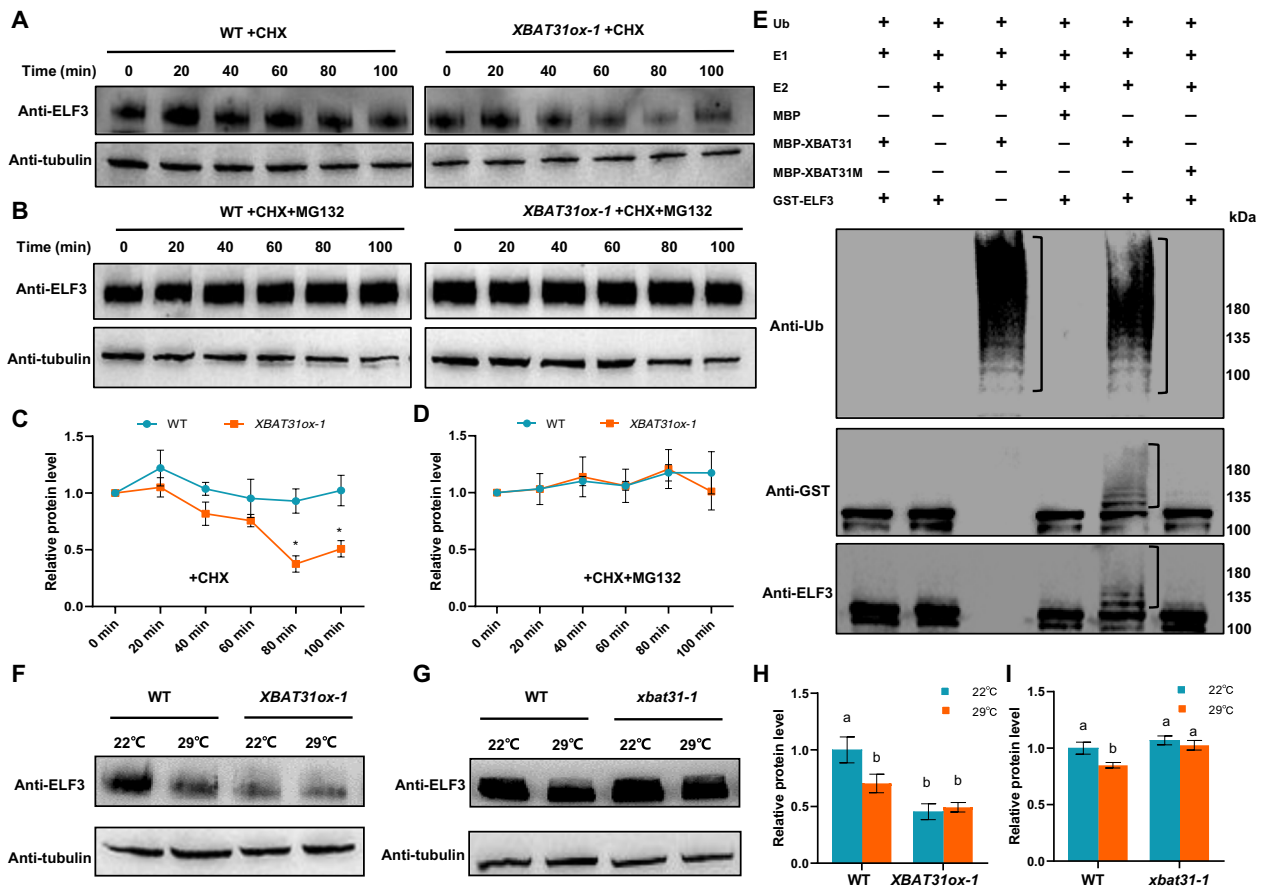 A
WT +CHX
XBAT31ox-1 +CHX
Time (min)
0 20 40 60 80 100
0 20 40 60 80 100
Anti-ELF3
Anti-tubulin
B
WT +CHX+MG132
XBAT31ox-1 +CHX+MG132
Time (min)
0 20 40 60 80 100
0 20 40 60 80 100
Anti-ELF3
Anti-tubulin
C
WT
XBAT31ox-1
Relative protein level
1.5
1.0
0.5
0.0
*
*
+CHX
0 min
20 min
40 min
60 min
80 min
100 min
D
WT
XBAT31ox-1
Relative protein level
1.5
1.0
0.5
0.0
+CHX+MG132
0 min
20 min
40 min
60 min
80 min
100 min
E
Ub + + + + + +
E1 + + + + + +
E2 – + + + + +
MBP – – – + – –
MBP-XBAT31 + – + – + –
MBP-XBAT31M – – – – – +
GST-ELF3 + + – + + +
kDa
Anti-Ub
180
135
100
Anti-GST
180
135
100
Anti-ELF3
180
135
100
F
WT
XBAT31ox-1
22℃ 29℃ 22℃ 29℃
Anti-ELF3
Anti-tubulin
G
WT
xbat31-1
22℃ 29℃ 22℃ 29℃
Anti-ELF3
Anti-tubulin
H
22℃
29℃
Relative protein level
1.5
1.0
0.5
0.0
a
b
b
b
WT
XBAT31ox-1
I
22℃
29℃
Relative protein level
1.5
1.0
0.5
0.0
a
b
a
a
WT
xbat31-1